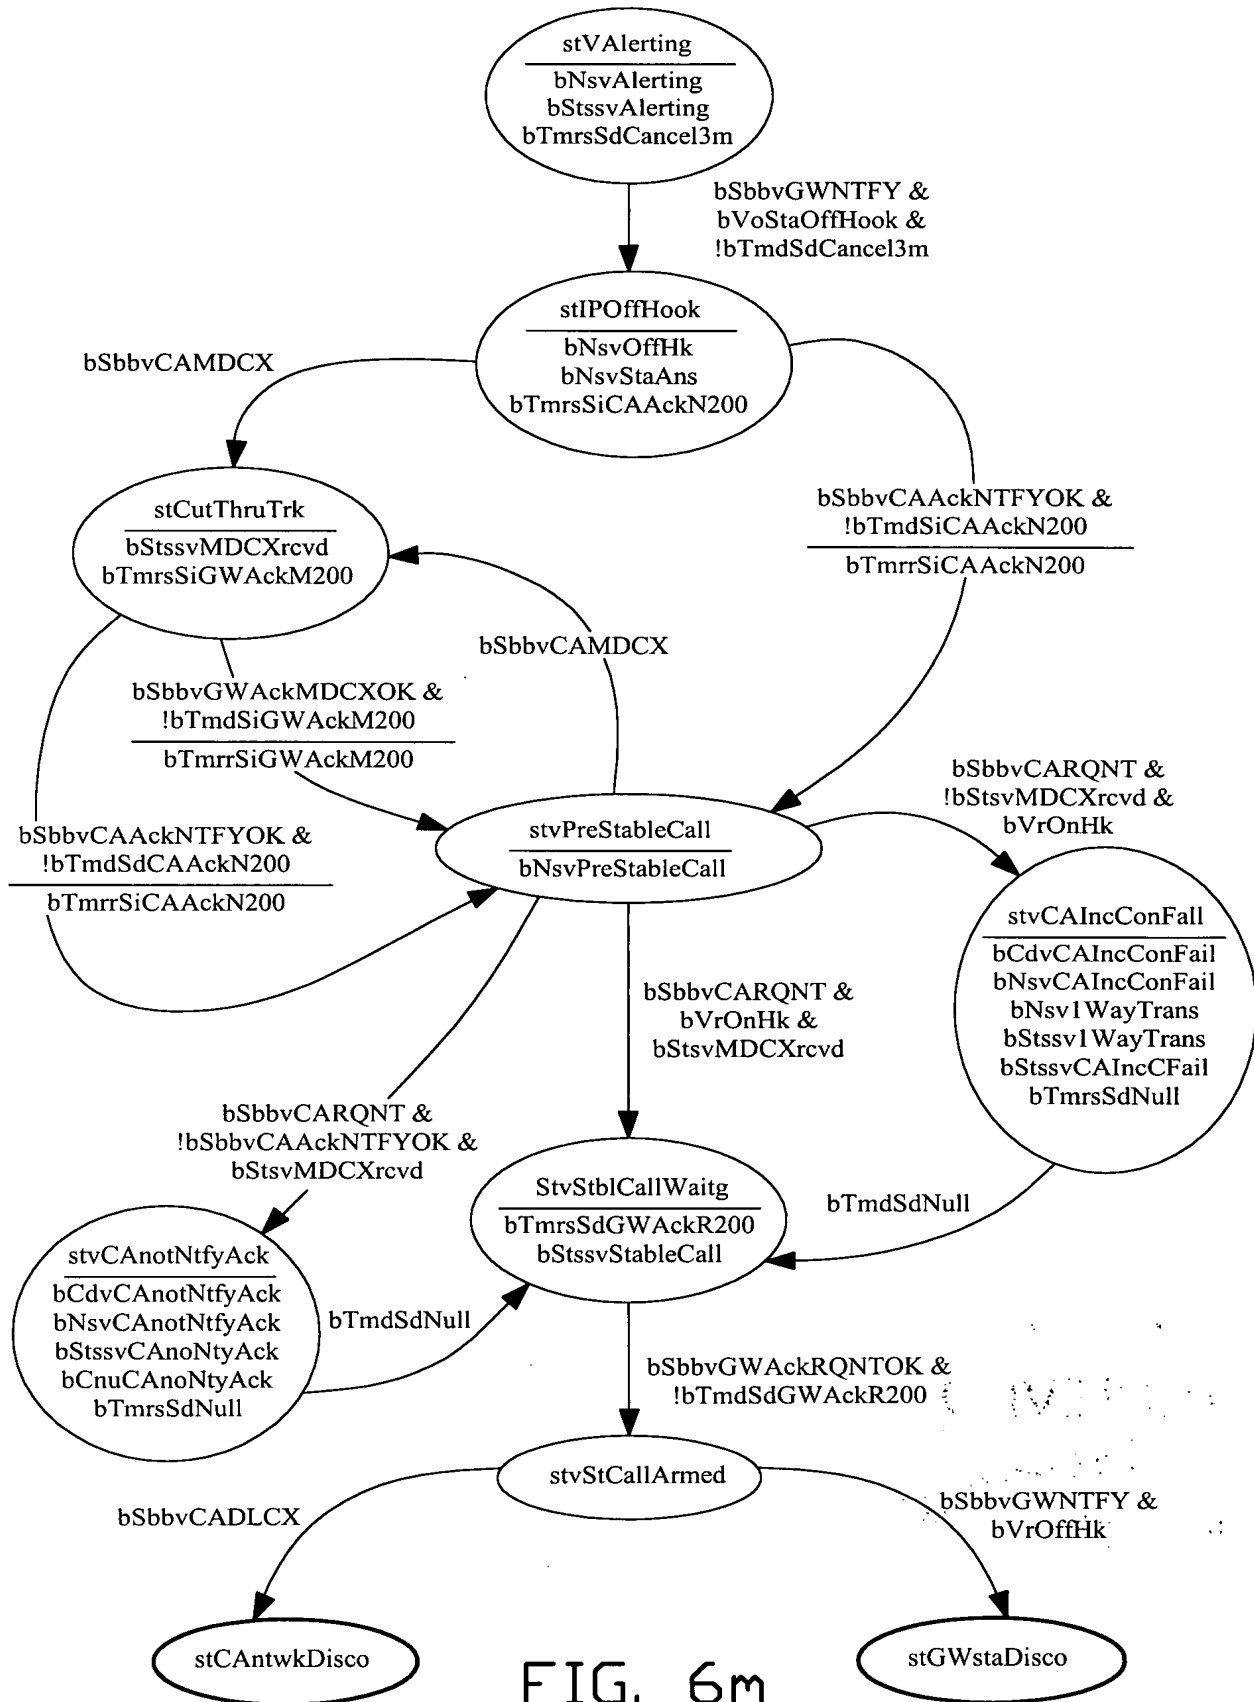 stVAlerting
bNsvAlerting
bStssvAlerting
bTmrsSdCancel3m
bSbbvGWNTFY &
bVoStaOffHook &
!bTmdSdCancel3m
stIPOffHook
bNsvOffHk
bNsvStaAns
bTmrsSiCAAckN200
bSbbvCAMDCX
stCutThruTrk
bStssvMDCXrcvd
bTmrsSiGWAckM200
bSbbvCAAckNTFYOK &
!bTmdSiCAAckN200
bTmrrSiCAAckN200
bSbbvCAMDCX
bSbbvGWAckMDCXOK &
!bTmdSiGWAckM200
bTmrrSiGWAckM200
bSbbvCARQNT &
!bStsvMDCXrcvd &
bVrOnHk
bSbbvCAAckNTFYOK &
!bTmdSdCAAckN200
bTmrrSiCAAckN200
stvPreStableCall
bNsvPreStableCall
stvCAIncConFall
bCdvCAIncConFail
bNsvCAIncConFail
bNsv1WayTrans
bStssv1WayTrans
bStssvCAIncCFail
bTmrsSdNull
bSbbvCARQNT &
bVrOnHk &
bStsvMDCXrcvd
bSbbvCARQNT &
!bSbbvCAAckNTFYOK &
bStsvMDCXrcvd
StvStblCallWaitg
bTmrsSdGWAckR200
bStssvStableCall
bTmdSdNull
stvCAnotNtfyAck
bCdvCAnotNtfyAck
bNsvCAnotNtfyAck
bStssvCAnoNtyAck
bCnuCAnoNtyAck
bTmrsSdNull
bTmdSdNull
bSbbvGWAckRQNTOK &
!bTmdSdGWAckR200
stvStCallArmed
bSbbvCADLCX
bSbbvGWNTFY &
bVrOffHk
stCAntwkDisco
stGWstaDisco
FIG. 6m